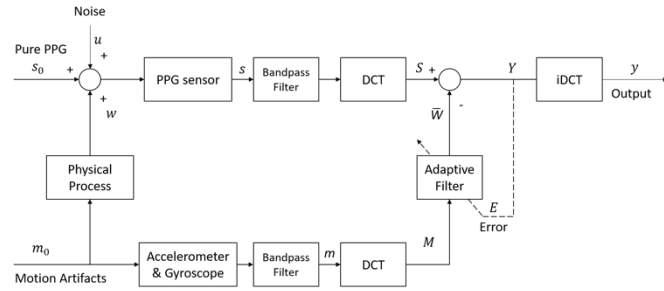 Noise
u
Pure PPG
s₀
+
+
+
w
PPG sensor
s
Bandpass
Filter
DCT
S
+
-
W̅
Y
iDCT
y
Output
Physical
Process
Adaptive
Filter
E
Error
m₀
Motion Artifacts
Accelerometer
& Gyroscope
Bandpass
Filter
m
DCT
M